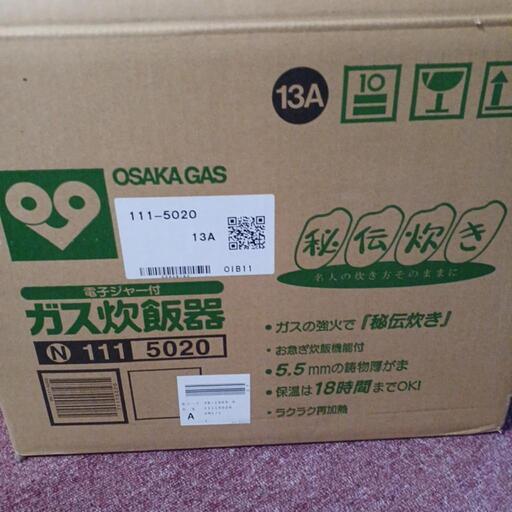 13A
10
OSAKA GAS
111-5020
13A
OIB11
秘伝炊き
名人の炊き方そのままに
電子ジャー付
ガス炊飯器
N 111 5020
・ガスの強火で「秘伝炊き」
・お急ぎ炊飯機能付
・5.5mmの鋳物厚がま
・保温は18時間までOK!
・ラクラク再加熱
A